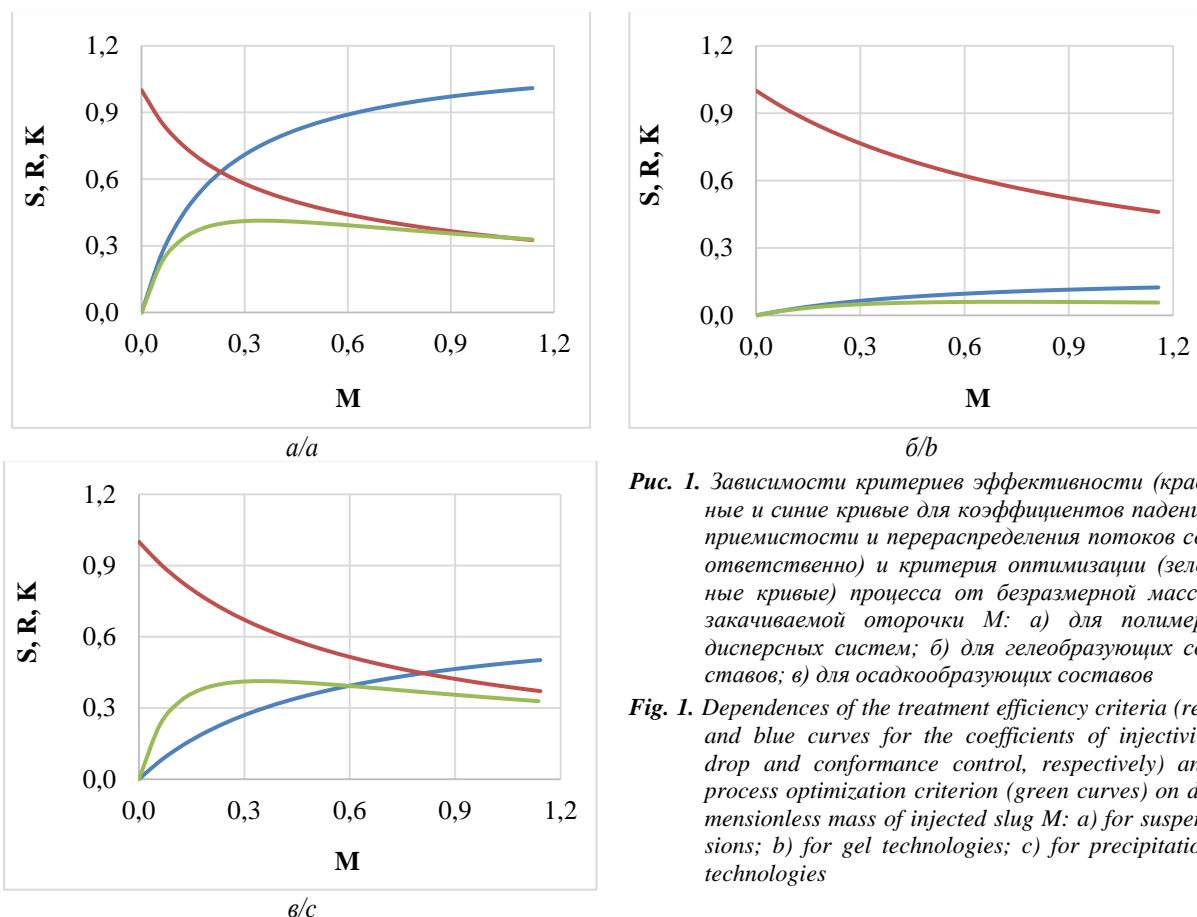 1,2
0,9
0,6
0,3
0,0
S, R, K
0,0 0,3 0,6 0,9 1,2
M
а/a
1,2
0,9
0,6
0,3
0,0
S, R, K
0,0 0,3 0,6 0,9 1,2
M
б/b
1,2
0,9
0,6
0,3
0,0
S, R, K
0,0 0,3 0,6 0,9 1,2
M
в/c
Рис. 1. Зависимости критериев эффективности (крас
ные и синие кривые для коэффициентов падени
приемистости и перераспределения потоков со
ответственно) и критерия оптимизации (зеле
ные кривые) процесса от безразмерной масс
закачиваемой оторочки М: а) для полимер
дисперсных систем; б) для гелеобразующих со
ставов; в) для осадкообразующих составов
Fig. 1. Dependences of the treatment efficiency criteria (re
and blue curves for the coefficients of injectivi
drop and conformance control, respectively) an
process optimization criterion (green curves) on d
mensionless mass of injected slug M: a) for suspen
sions; b) for gel technologies; c) for precipitatio
technologies